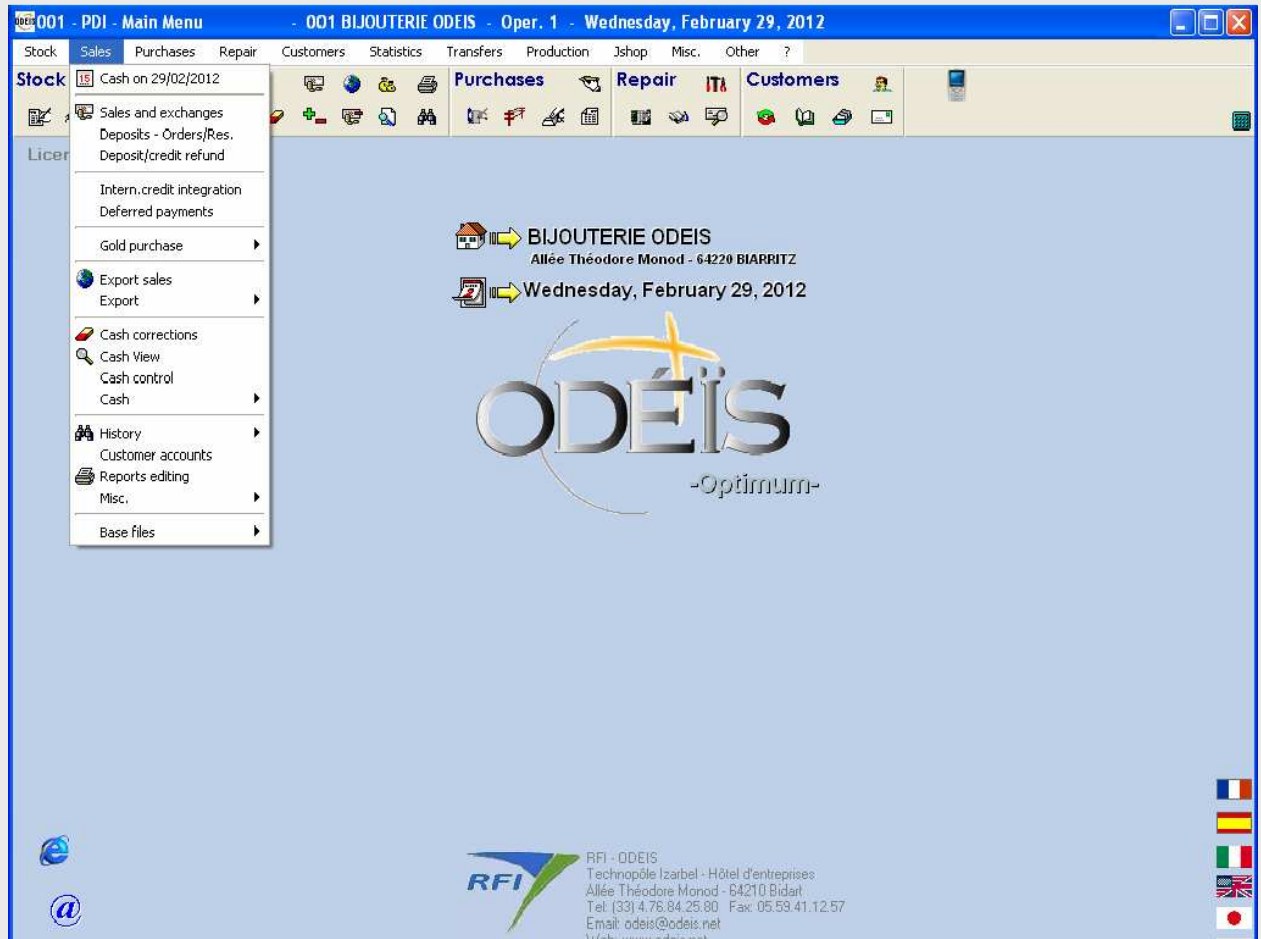 001 - PDI - Main Menu - 001 BIJOUTERIE ODEIS - Oper. 1 - Wednesday, February 29, 2012
Stock Sales Purchases Repair Customers Statistics Transfers Production Jshop Misc. Other ?
Stock Purchases Repair Customers
15 Cash on 29/02/2012
Sales and exchanges
Deposits - Orders/Res.
Deposit/credit refund
Intern.credit integration
Deferred payments
Gold purchase
Export sales
Export
Cash corrections
Cash View
Cash control
Cash
History
Customer accounts
Reports editing
Misc.
Base files
BIJOUTERIE ODEIS
Allée Théodore Monod - 64220 BIARRITZ
2 Wednesday, February 29, 2012
ODÉÏS
-Optimum-
RFI
RFI - ODEIS
Technopôle Izarbel - Hôtel d'entreprises
Allée Théodore Monod - 64210 Bidart
Tel: (33) 4.76.84.25.80 Fax: 05.59.41.12.57
Email: odeis@odeis.net